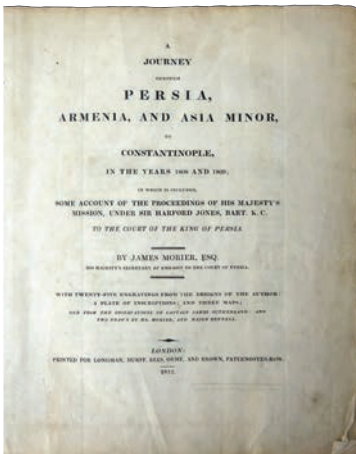 A
JOURNEY
THROUGH
PERSIA,
ARMENIA, AND ASIA MINOR,
TO
CONSTANTINOPLE,
IN THE YEARS 1808 AND 1809;
IN WHICH IS INCLUDED,
SOME ACCOUNT OF THE PROCEEDINGS OF HIS MAJESTY'S
MISSION, UNDER SIR HARFORD JONES, BART. K. C.
TO THE COURT OF THE KING OF PERSIA.
BY JAMES MORIER, ESQ.
HIS MAJESTY'S SECRETARY OF EMBASSY TO THE COURT OF PERSIA.
WITH TWENTY-FIVE ENGRAVINGS FROM THE DESIGNS OF THE AUTHOR;
A PLATE OF INSCRIPTIONS; AND THREE MAPS;
ONE FROM THE OBSERVATIONS OF CAPTAIN JAMES SUTHERLAND; AND
TWO DRAWN BY MR. MORIER, AND MAJOR RENNELL.
LONDON:
PRINTED FOR LONGMAN, HURST, REES, ORME, AND BROWN, PATERNOSTER-ROW.
1812.